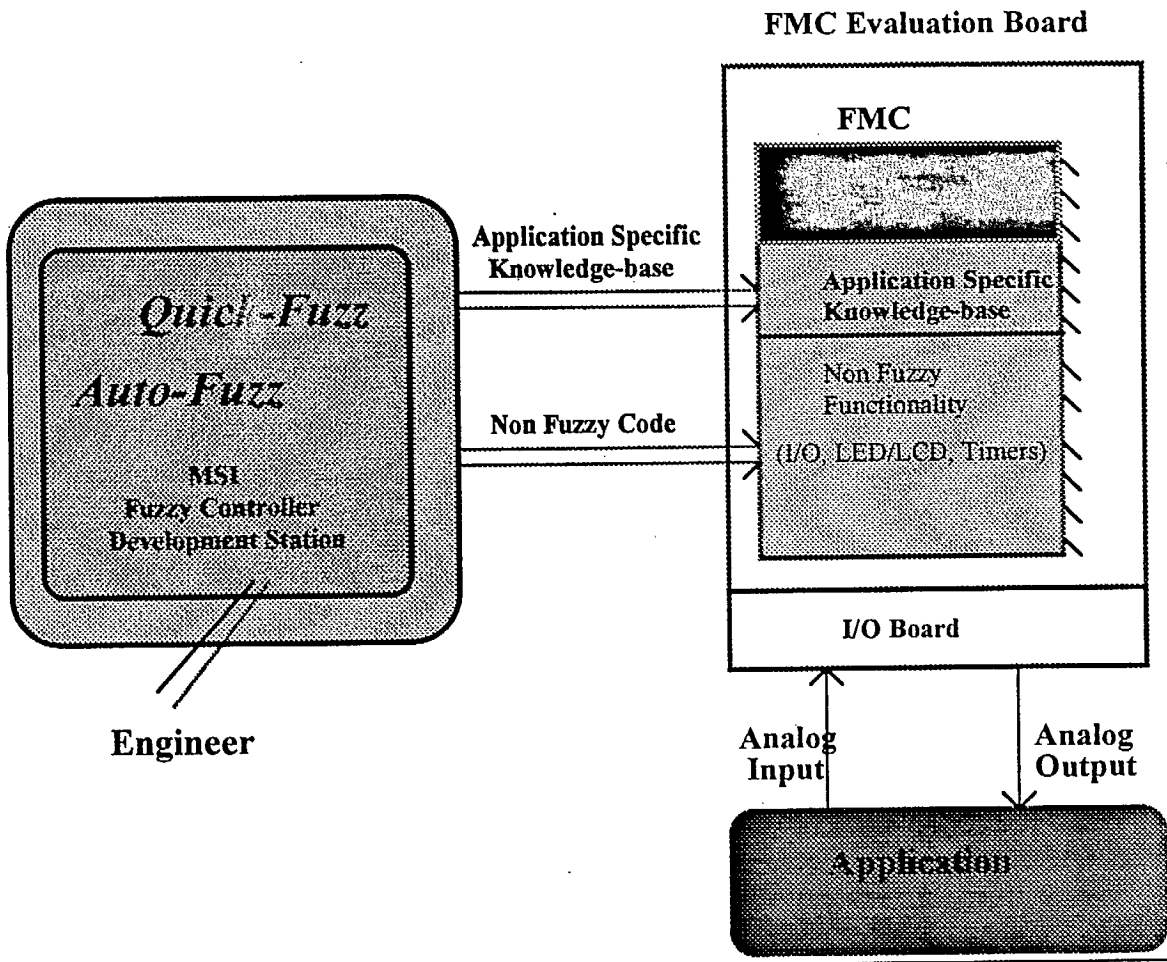 FMC Evaluation Board
FMC
Application Specific
Knowledge-base
Application Specific
Knowledge-base
Quick-Fuzz
Auto-Fuzz
Non Fuzzy
Functionality
(I/O, LED/LCD, Timers)
Non Fuzzy Code
MSI
Fuzzy Controller
Development Station
I/O Board
Engineer
Analog
Input
Analog
Output
Application